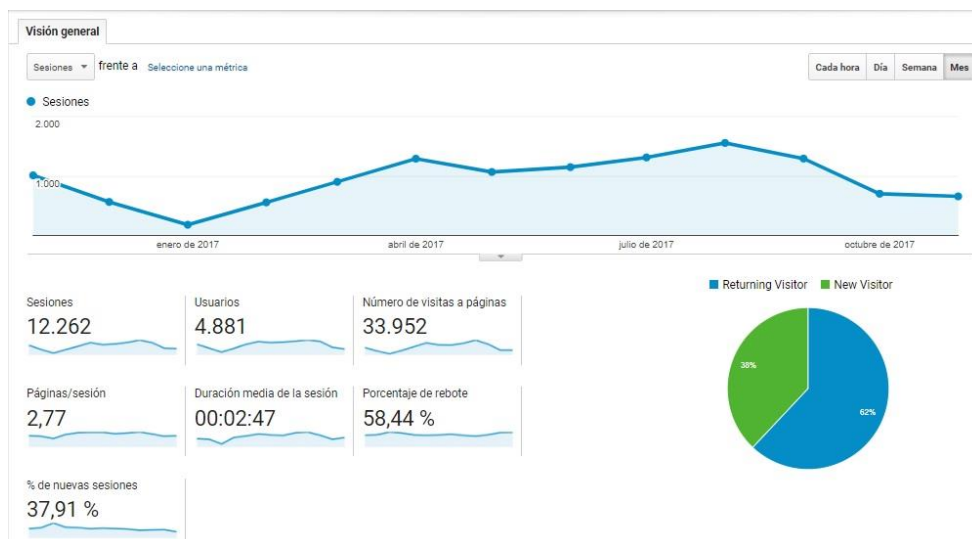 Visión general
Sesiones frente a Seleccione una métrica
Cada hora Día Semana Mes
Sesiones
2.000
1.000
enero de 2017 abril de 2017 julio de 2017 octubre de 2017
Returning Visitor New Visitor
Sesiones Usuarios Número de visitas a páginas
12.262 4.881 33.952
Páginas/sesión Duración media de la sesión Porcentaje de rebote
2,77 00:02:47 58,44 %
% de nuevas sesiones
37,91 %
38%
62%